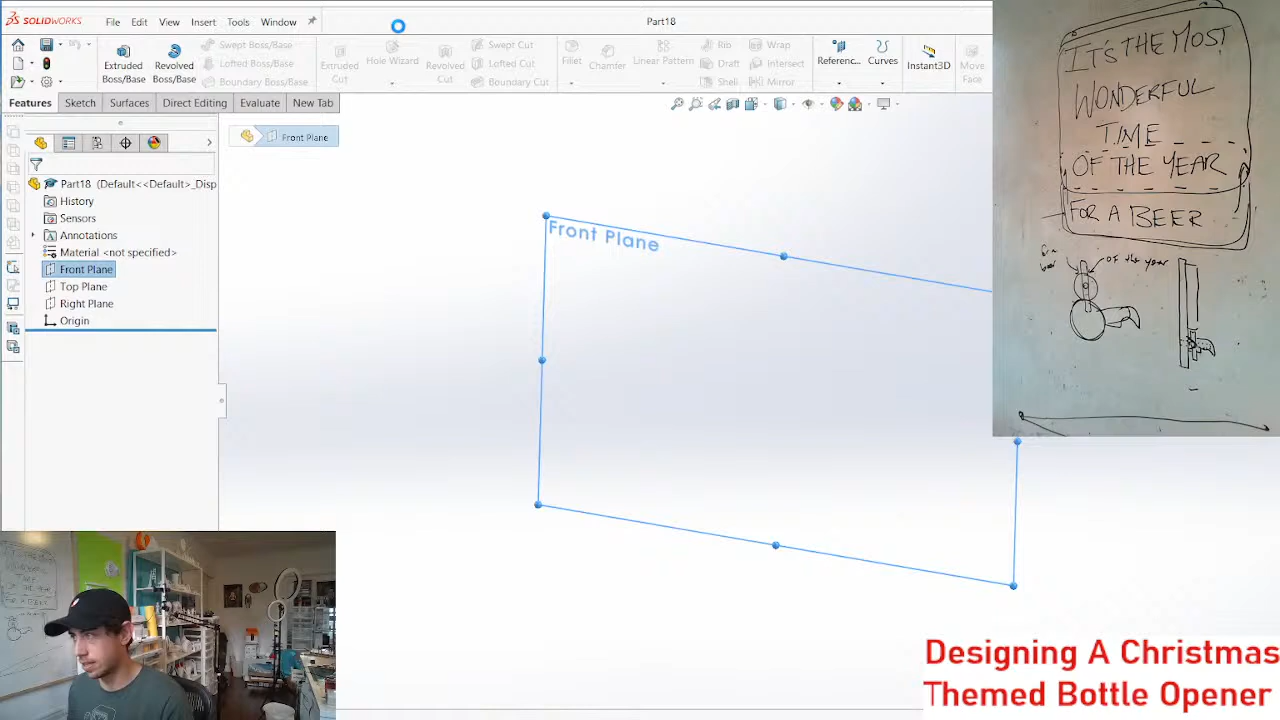 SOLIDWORKS
File
Edit
View
Insert
Tools
Window
Part18
Extruded Boss/Base
Revolved Boss/Base
Swept Boss/Base
Lofted Boss/Base
Boundary Boss/Base
Extruded Cut
Hole Wizard
Revolved Cut
Swept Cut
Lofted Cut
Boundary Cut
Fillet
Chamfer
Linear Pattern
Rib
Draft
Shell
Wrap
Intersect
Mirror
Referenc...
Curves
Instant3D
Move Face
Features
Sketch
Surfaces
Direct Editing
Evaluate
New Tab
Front Plane
Part18 (Default<<Default>_Disp
History
Sensors
Annotations
Material <not specified>
Front Plane
Top Plane
Right Plane
Origin
Front Plane
IT'S THE MOST
WONDERFUL
TIME
OF THE YEAR
FOR A BEER
for a
beer
of the year
Designing A Christmas
Themed Bottle Opener